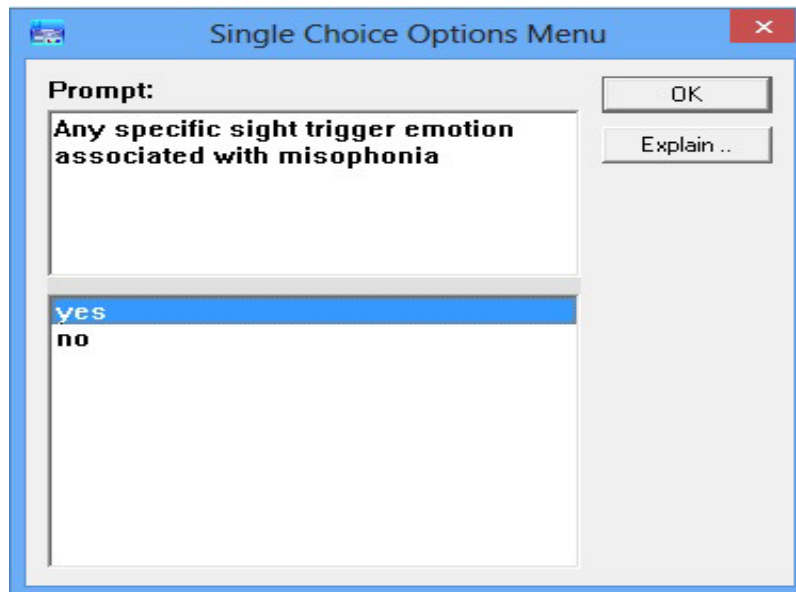 Single Choice Options Menu
Prompt:
OK
Any specific sight trigger emotion
associated with misophonia
Explain ..
yes
no